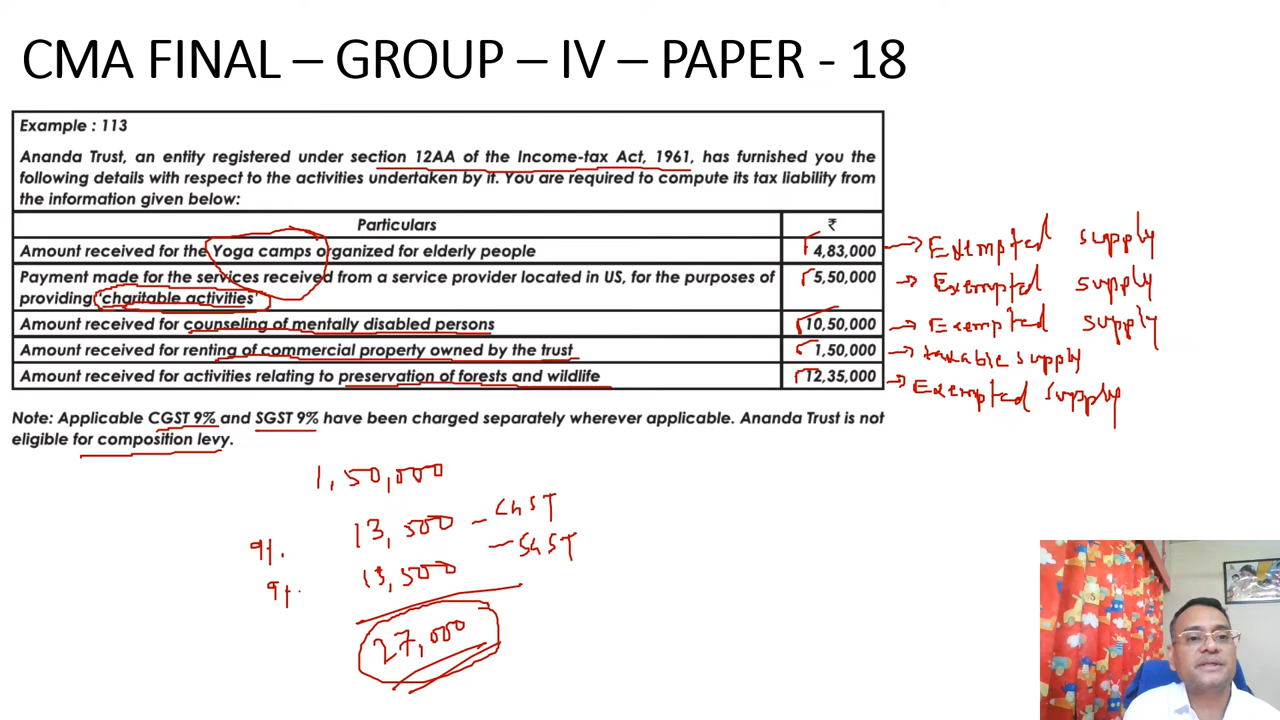 CMA FINAL – GROUP – IV – PAPER - 18
Example : 113
Ananda Trust, an entity registered under section 12AA of the Income-tax Act, 1961, has furnished you the
following details with respect to the activities undertaken by it. You are required to compute its tax liability from
the information given below:
Particulars ₹
Amount received for the Yoga camps organized for elderly people 4,83,000 Exempted supply
Payment made for the services received from a service provider located in US, for the purposes of 5,50,000 Exempted supply
providing 'charitable activities'
Amount received for counseling of mentally disabled persons 10,50,000 Exempted supply
Amount received for renting of commercial property owned by the trust 1,50,000 taxable supply
Amount received for activities relating to preservation of forests and wildlife 12,35,000 Exempted supply
Note: Applicable CGST 9% and SGST 9% have been charged separately wherever applicable. Ananda Trust is not
eligible for composition levy.
1,50,000
9%. 13,500 – CGST
9%. 13,500 – SGST
27,000